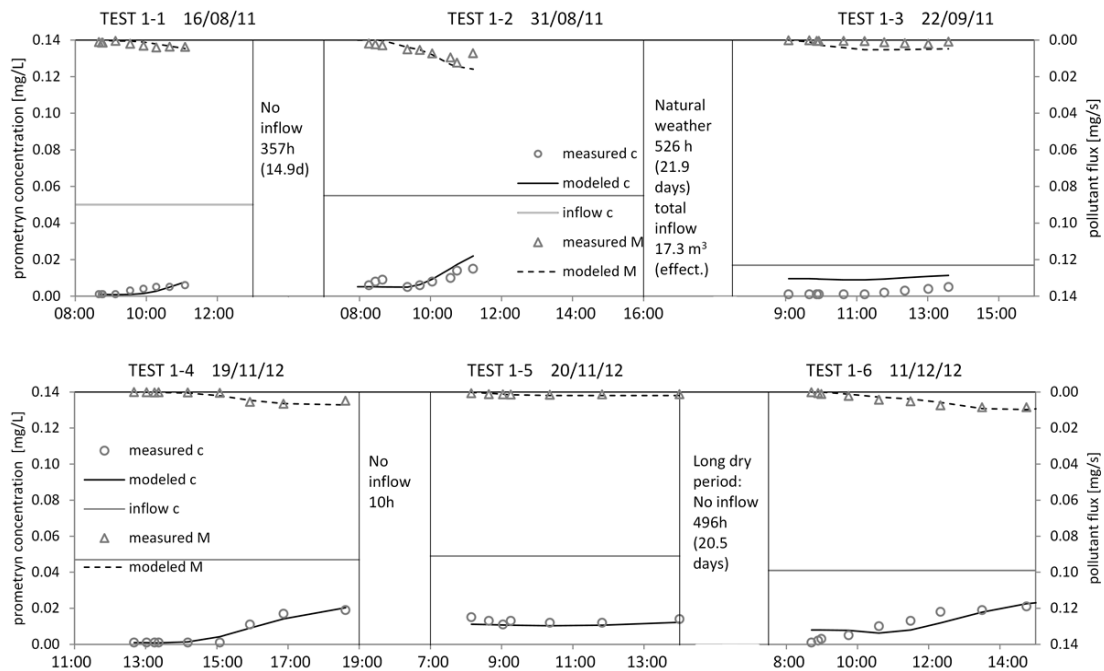 TEST 1-1 16/08/11
TEST 1-2 31/08/11
TEST 1-3 22/09/11
prometryn concentration [mg/L]
0.14
0.12
0.10
0.08
0.06
0.04
0.02
0.00
08:00 10:00 12:00
No
inflow
357h
(14.9d)
08:00 10:00 12:00 14:00 16:00
measured c
modeled c
inflow c
measured M
modeled M
Natural
weather
526 h
(21.9
days)
total
inflow
17.3 m³
(effect.)
9:00 11:00 13:00 15:00
0.00
0.02
0.04
0.06
0.08
0.10
0.12
0.14
pollutant flux [mg/s]
TEST 1-4 19/11/12
TEST 1-5 20/11/12
TEST 1-6 11/12/12
prometryn concentration [mg/L]
0.14
0.12
0.10
0.08
0.06
0.04
0.02
0.00
measured c
modeled c
inflow c
measured M
modeled M
11:00 13:00 15:00 17:00 19:00
No
inflow
10h
7:00 9:00 11:00 13:00
Long dry
period:
No inflow
496h
(20.5
days)
8:00 10:00 12:00 14:00
0.00
0.02
0.04
0.06
0.08
0.10
0.12
0.14
pollutant flux [mg/s]